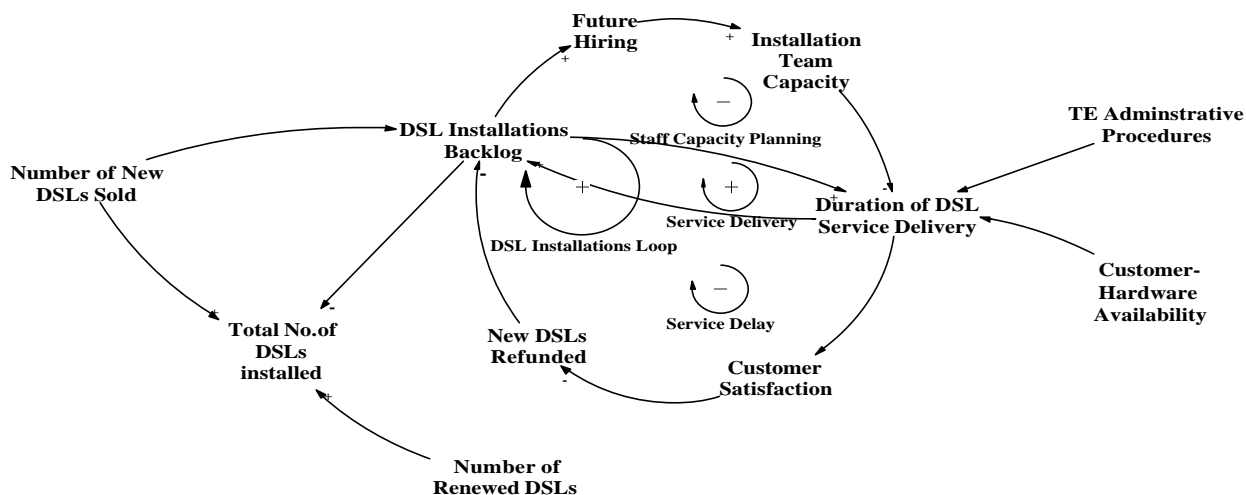 Future
Hiring
+
+
Installation
Team
Capacity
−
Staff Capacity Planning
TE Adminstrative
Procedures
DSL Installations
Backlog
+
-
Number of New
DSLs Sold
+
+
Service Delivery
DSL Installations Loop
-
+
Duration of DSL
Service Delivery
Customer-
Hardware
Availability
−
Service Delay
+
-
Total No.of
DSLs
installed
+
New DSLs
Refunded
-
Customer
Satisfaction
Number of
Renewed DSLs